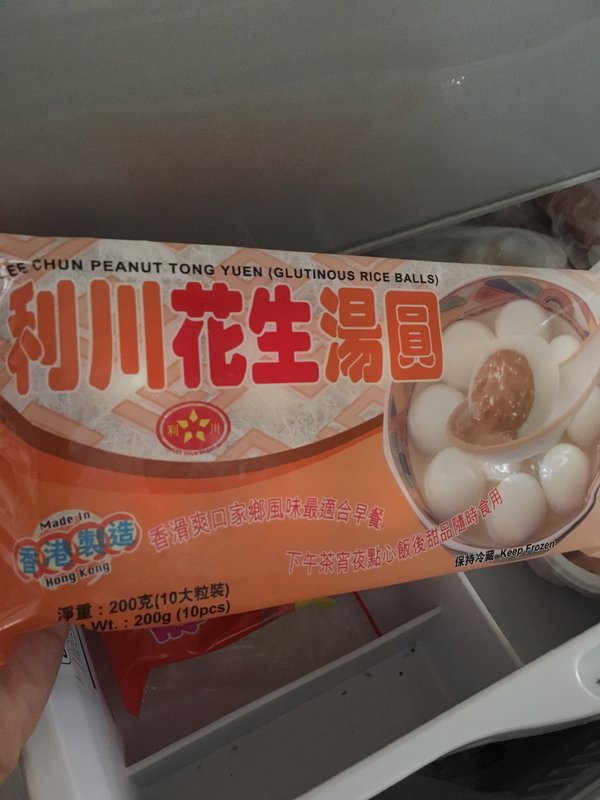 EE CHUN PEANUT TONG YUEN (GLUTINOUS RICE BALLS)
利川花生湯圓
利 川
Made in
香港製造
Hong Kong
香滑爽口家鄉風味最適合早餐
下午茶宵夜點心飯後甜品隨時食用
保持冷藏 Keep Frozen
淨重：200克(10大粒裝)
Wt.：200g (10pcs)